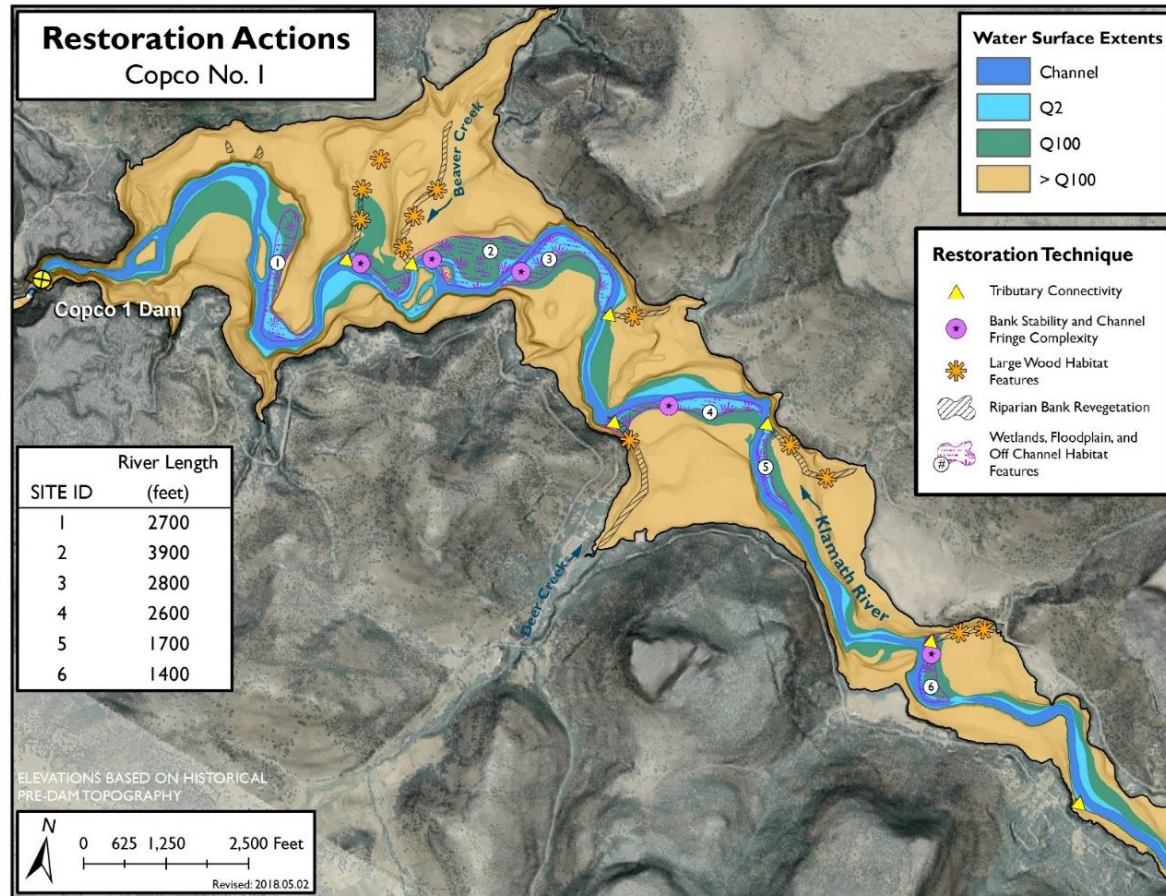 Restoration Actions
Copco No. 1
Water Surface Extents
Channel
Q2
Q100
> Q100
Restoration Technique
Tributary Connectivity
Bank Stability and Channel
Fringe Complexity
Large Wood Habitat
Features
Riparian Bank Revegetation
#
Wetlands, Floodplain, and
Off Channel Habitat
Features
Beaver Creek
1
2
3
Copco 1 Dam
4
5
Klamath River
Deer Creek
6
River Length
SITE ID (feet)
1 2700
2 3900
3 2800
4 2600
5 1700
6 1400
ELEVATIONS BASED ON HISTORICAL
PRE-DAM TOPOGRAPHY
N
0 625 1,250 2,500 Feet
Revised: 2018.05.02